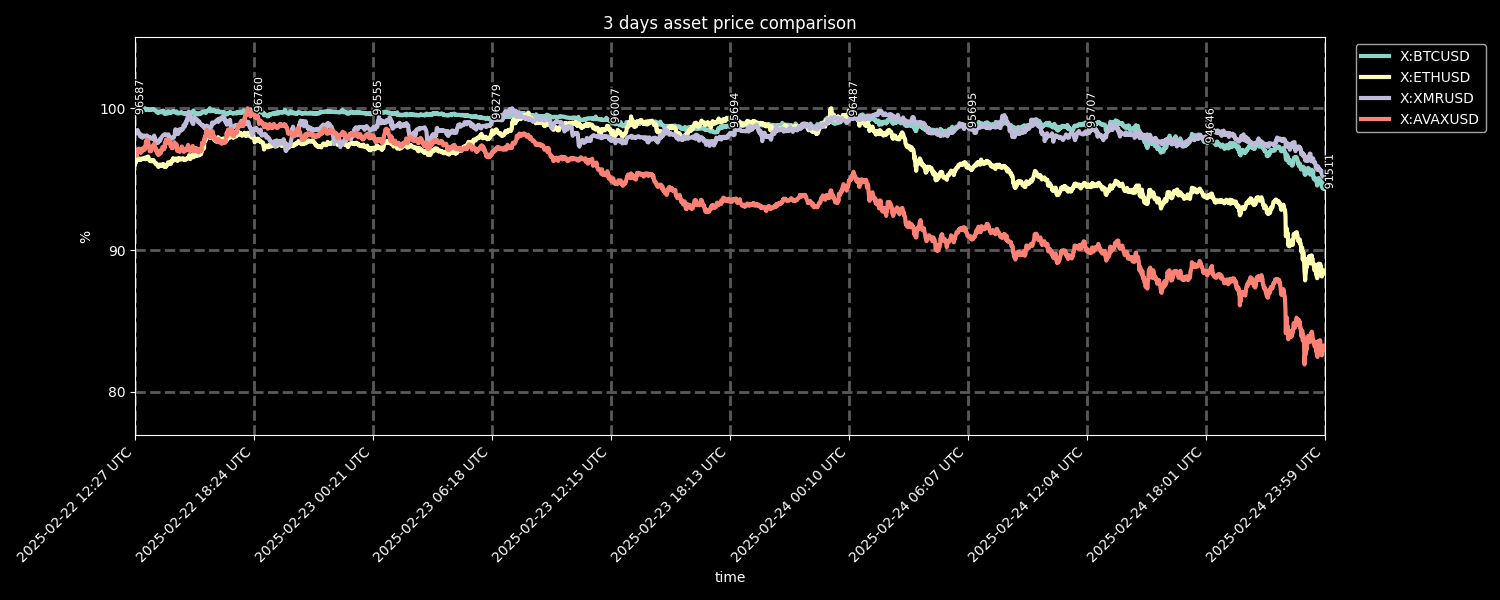 3 days asset price comparison
X:BTCUSD
X:ETHUSD
X:XMRUSD
X:AVAXUSD
96587
96760
96555
96279
96007
95694
96487
95695
95707
94646
91511
100
90
80
%
2025-02-22 12:27 UTC
2025-02-22 18:24 UTC
2025-02-23 00:21 UTC
2025-02-23 06:18 UTC
2025-02-23 12:15 UTC
2025-02-23 18:13 UTC
2025-02-24 00:10 UTC
2025-02-24 06:07 UTC
2025-02-24 12:04 UTC
2025-02-24 18:01 UTC
2025-02-24 23:59 UTC
time